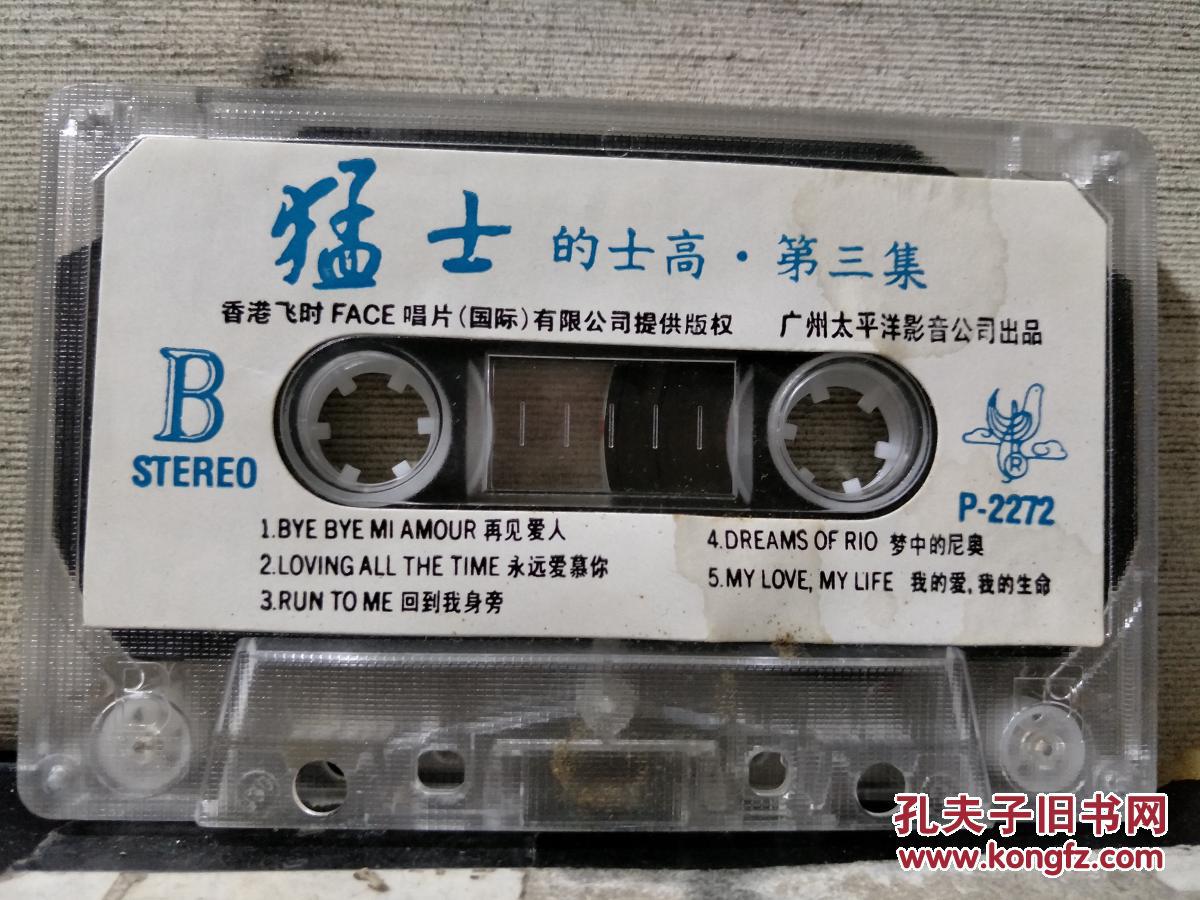 猛士 的士高·第三集
香港飞时 FACE 唱片(国际)有限公司提供版权 广州太平洋影音公司出品
B
STEREO
R
P-2272
1.BYE BYE MI AMOUR 再见爱人
2.LOVING ALL THE TIME 永远爱慕你
3.RUN TO ME 回到我身旁
4.DREAMS OF RIO 梦中的尼奥
5.MY LOVE, MY LIFE 我的爱,我的生命
孔夫子旧书网
www.kongfz.com